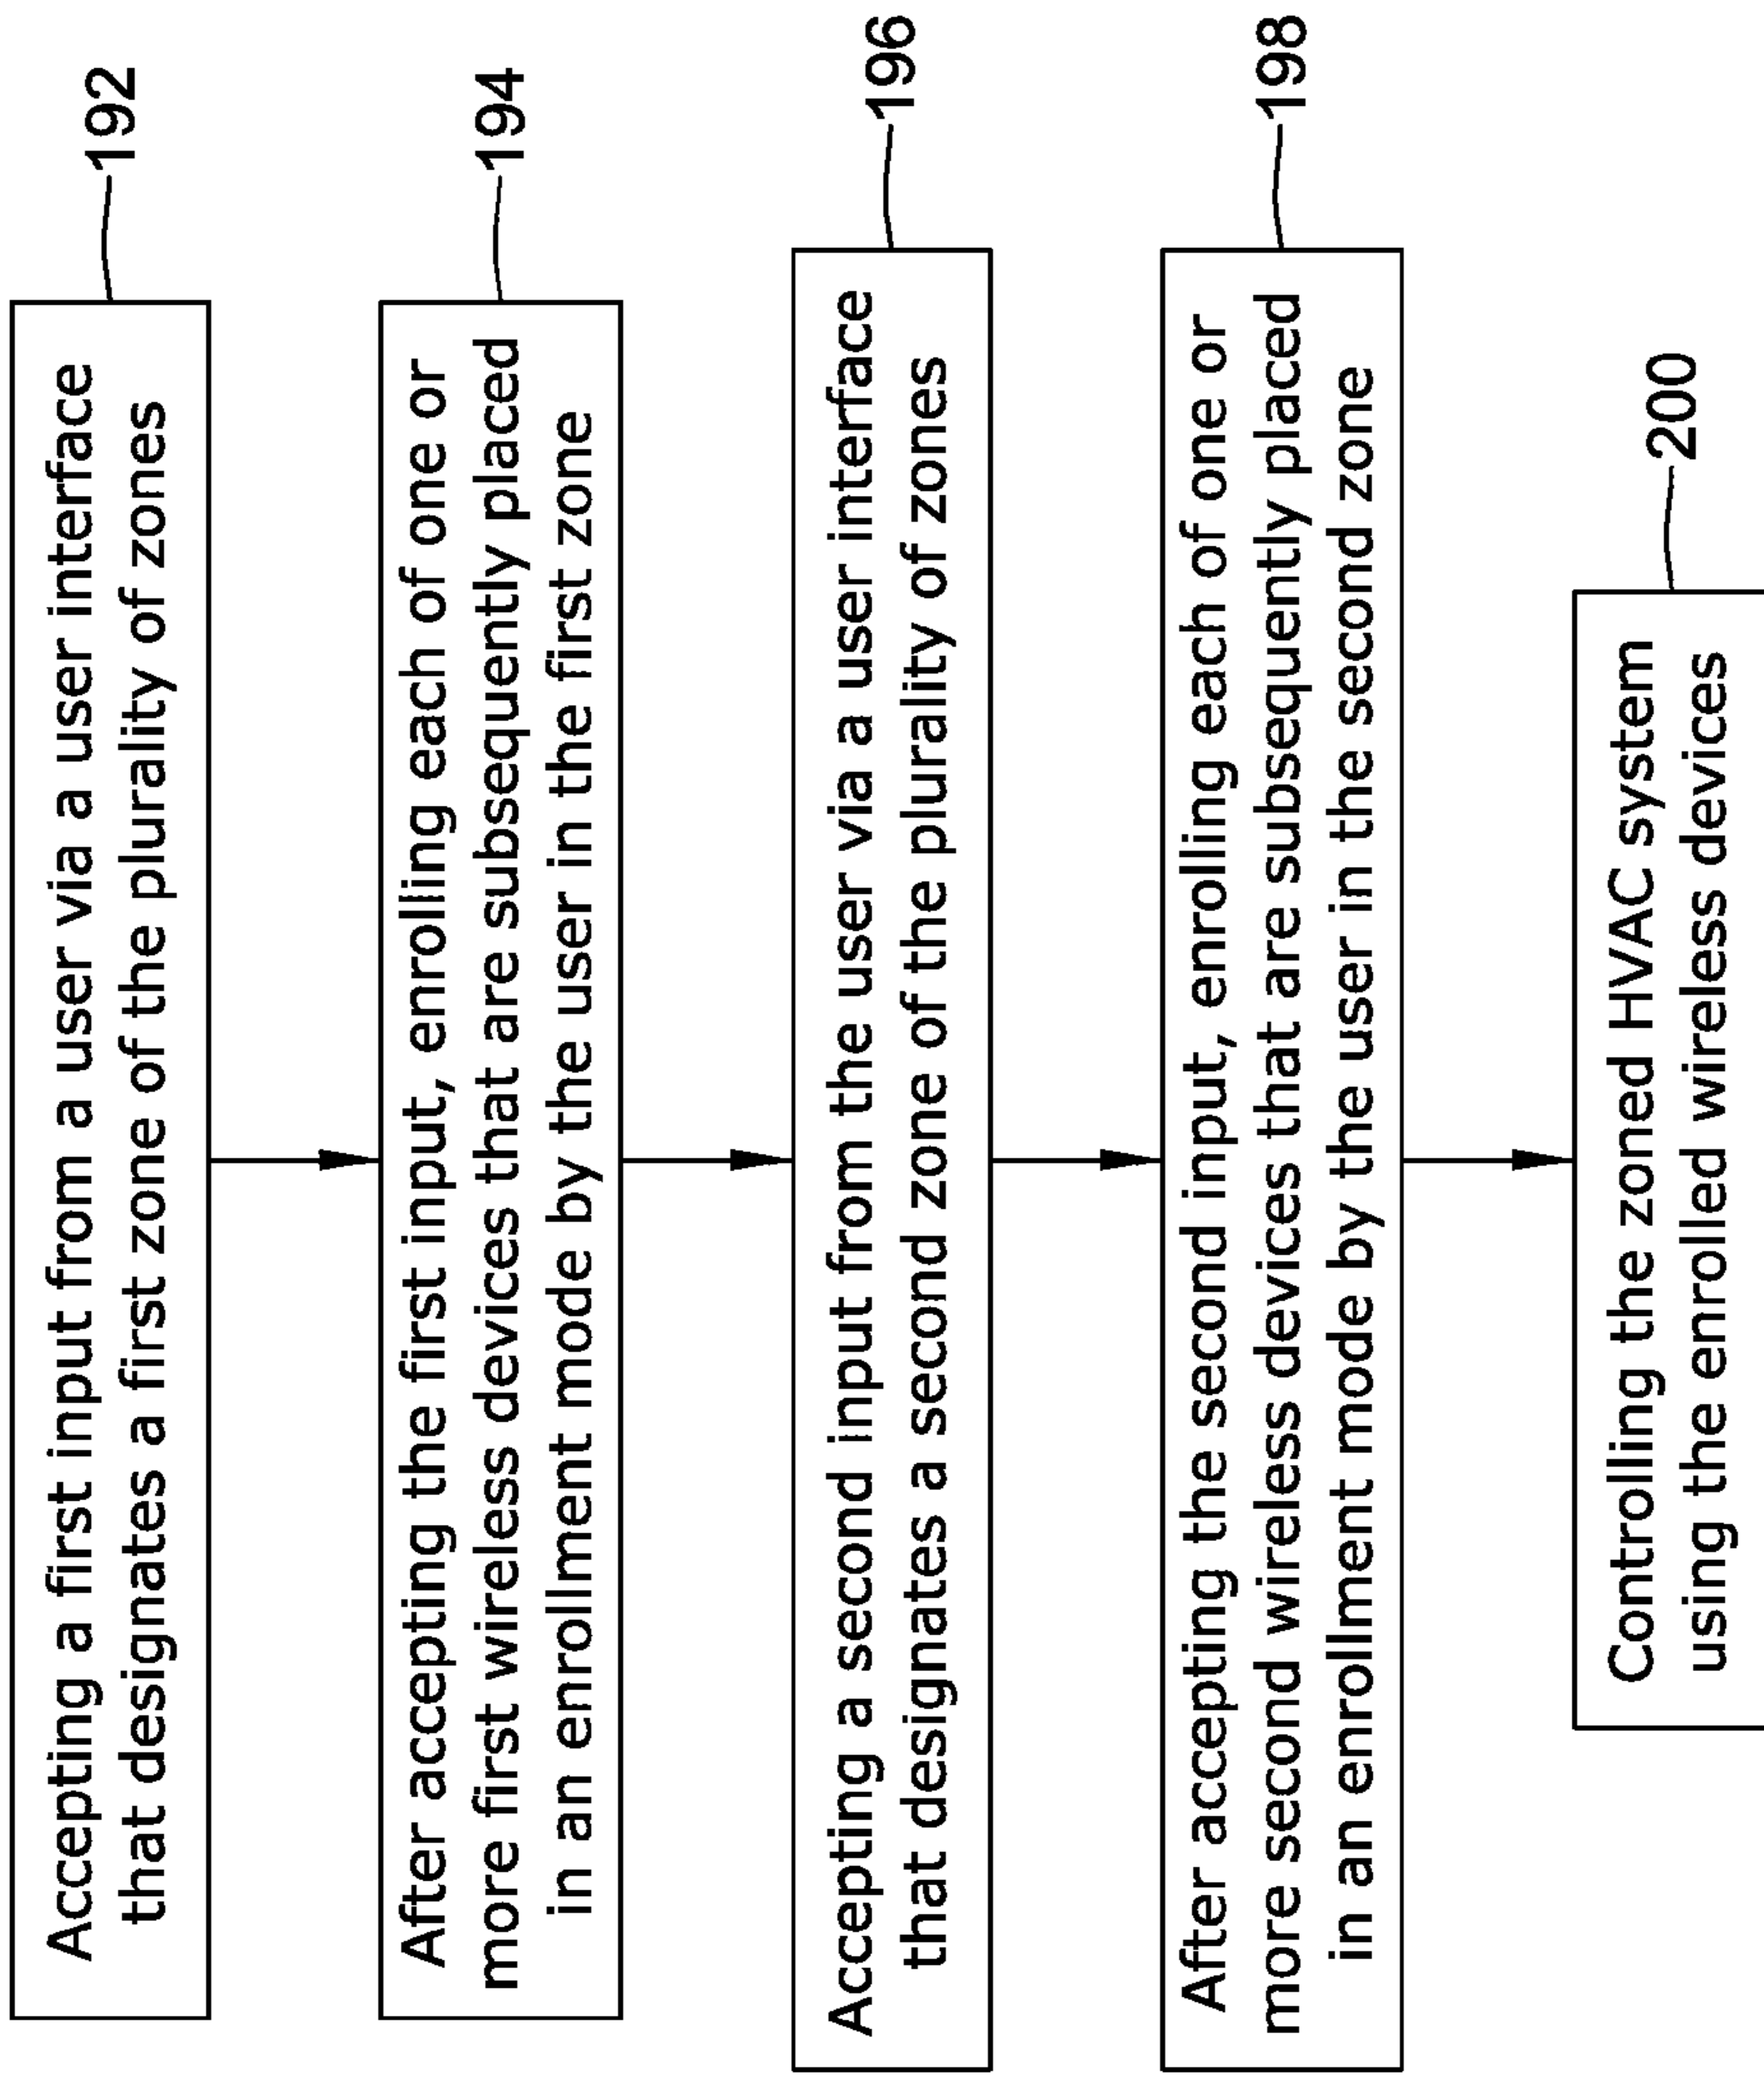 Accepting a first input from a user via a user interface
that designates a first zone of the plurality of zones
192
After accepting the first input, enrolling each of one or
more first wireless devices that are subsequently placed
in an enrollment mode by the user in the first zone
194
Accepting a second input from the user via a user interface
that designates a second zone of the plurality of zones
196
After accepting the second input, enrolling each of one or
more second wireless devices that are subsequently placed
in an enrollment mode by the user in the second zone
198
Controlling the zoned HVAC system
using the enrolled wireless devices
200